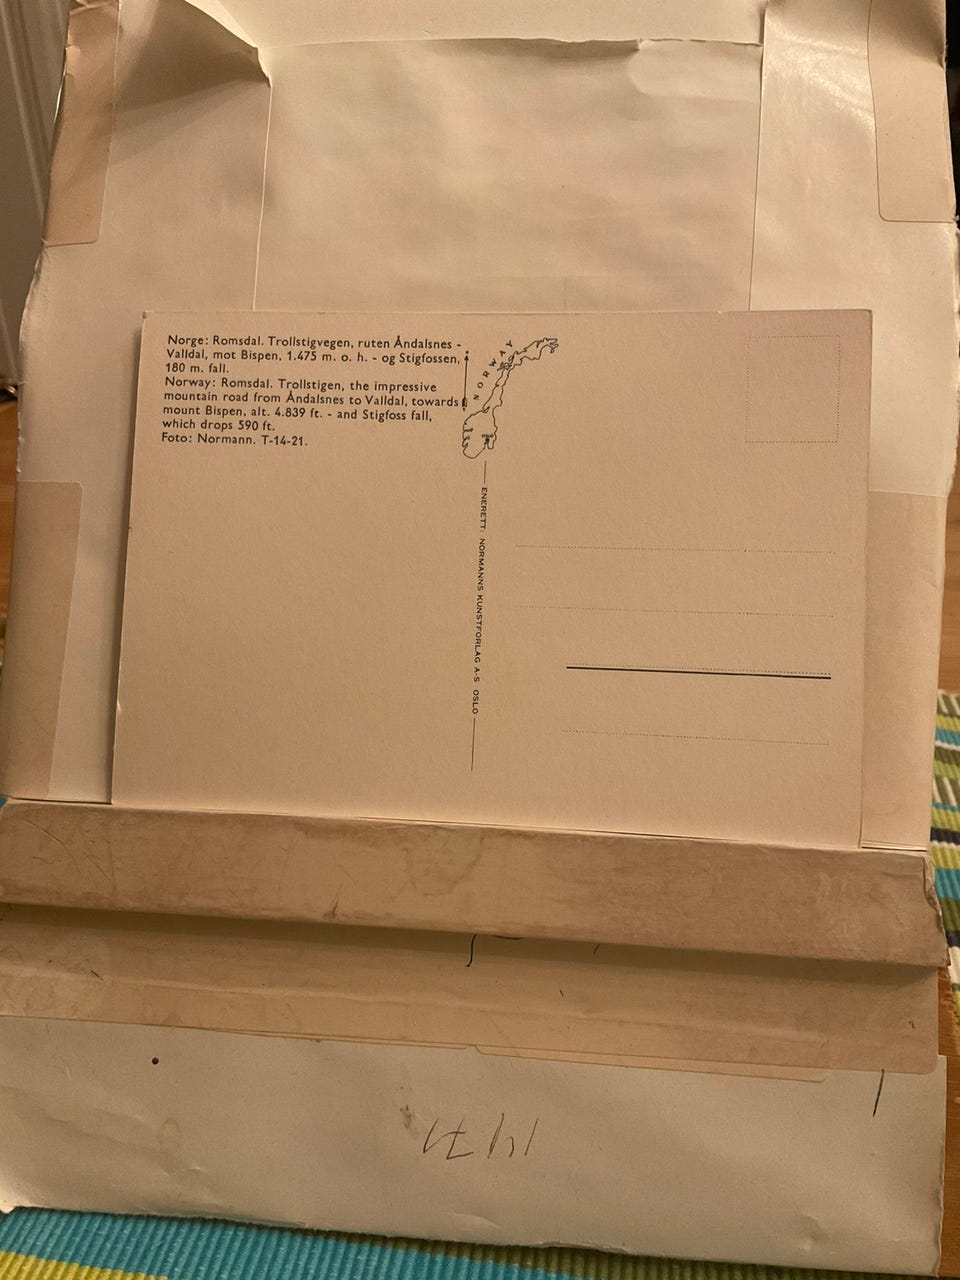 Norge: Romsdal. Trollstigvegen, ruten Åndalsnes -
Valldal, mot Bispen, 1.475 m. o. h. - og Stigfossen,
180 m. fall.
Norway: Romsdal. Trollstigen, the impressive
mountain road from Åndalsnes to Valldal, towards
mount Bispen, alt. 4.839 ft. - and Stigfoss fall,
which drops 590 ft.
Foto: Normann. T-14-21.
NORWAY
ENERETT: NORMANNS KUNSTFORLAG A-S OSLO